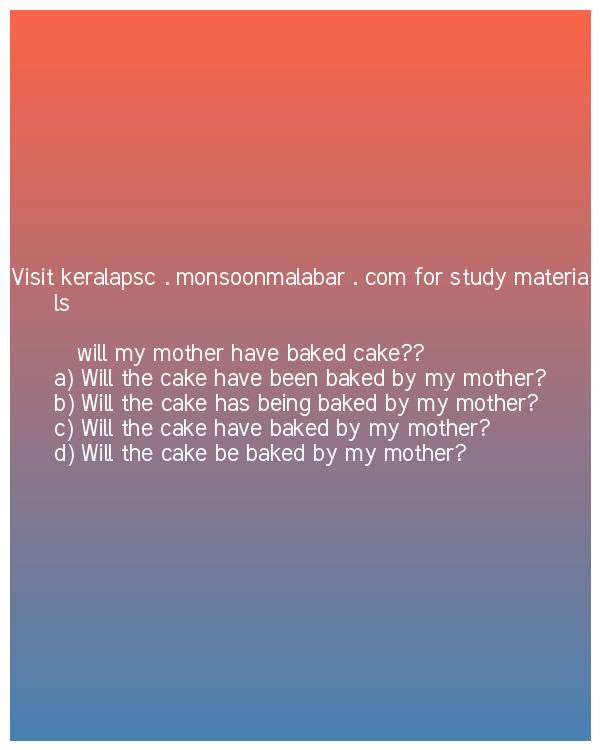 Visit keralapsc . monsoonmalabar . com for study materia
ls
will my mother have baked cake??
a) Will the cake have been baked by my mother?
b) Will the cake has being baked by my mother?
c) Will the cake have baked by my mother?
d) Will the cake be baked by my mother?